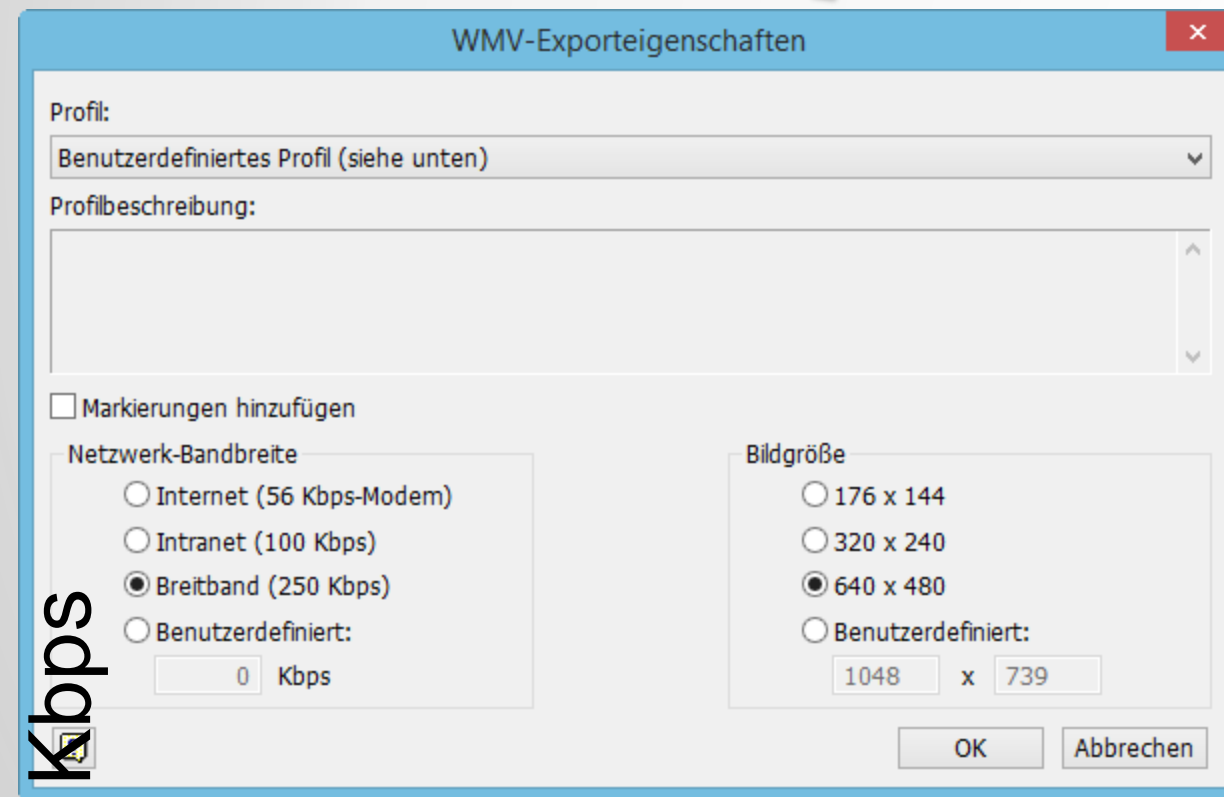 WMV-Exporteigenschaften
Profil:
Benutzerdefiniertes Profil (siehe unten)
Profilbeschreibung:
Markierungen hinzufügen
Netzwerk-Bandbreite
Internet (56 Kbps-Modem)
Intranet (100 Kbps)
Breitband (250 Kbps)
Benutzerdefiniert:
0 Kbps
Bildgröße
176 x 144
320 x 240
640 x 480
Benutzerdefiniert:
1048 x 739
Kbps
OK
Abbrechen